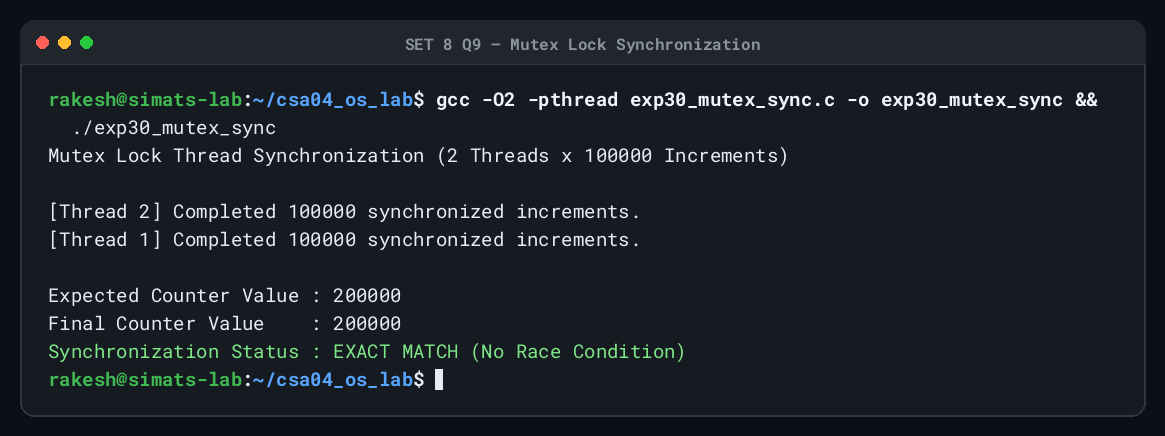 SET 8 Q9 — Mutex Lock Synchronization
rakesh@simats-lab:~/csa04_os_lab$ gcc -O2 -pthread exp30_mutex_sync.c -o exp30_mutex_sync &&
./exp30_mutex_sync
Mutex Lock Thread Synchronization (2 Threads x 100000 Increments)
[Thread 2] Completed 100000 synchronized increments.
[Thread 1] Completed 100000 synchronized increments.
Expected Counter Value : 200000
Final Counter Value    : 200000
Synchronization Status : EXACT MATCH (No Race Condition)
rakesh@simats-lab:~/csa04_os_lab$